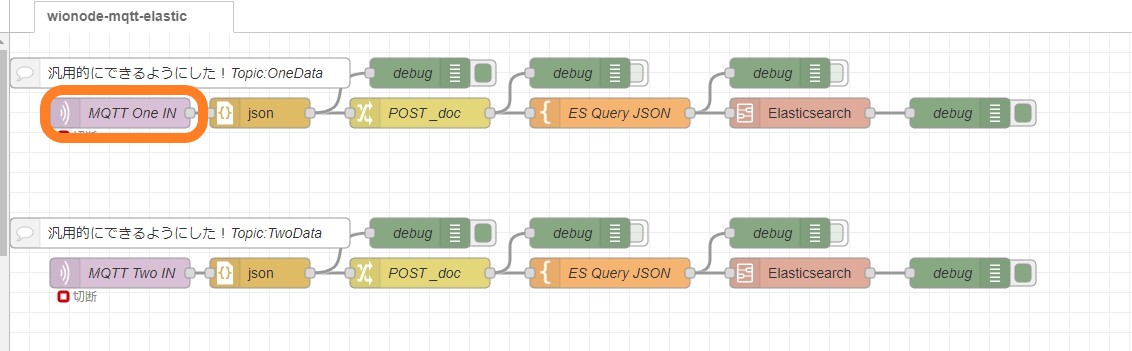 wionode-mqtt-elastic
汎用的にできるようにした！Topic:OneData
debug
debug
debug
MQTT One IN
json
POST _doc
ES Query JSON
Elasticsearch
debug
切断
汎用的にできるようにした！Topic:TwoData
debug
debug
debug
MQTT Two IN
json
POST _doc
ES Query JSON
Elasticsearch
debug
切断